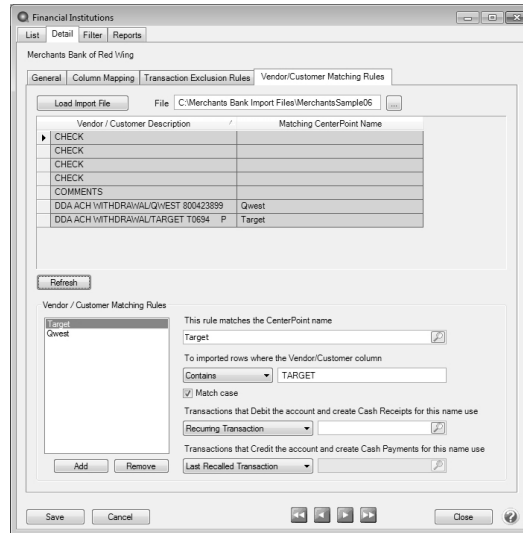 Financial Institutions
List Detail Filter Reports
Merchants Bank of Red Wing
General Column Mapping Transaction Exclusion Rules Vendor/Customer Matching Rules
Load Import File File C:\Merchants Bank Import Files\MerchantsSample06 ...
Vendor / Customer Description Matching CenterPoint Name
CHECK
CHECK
CHECK
CHECK
COMMENTS
DDA ACH WITHDRAWAL/QWEST 800423899 Qwest
DDA ACH WITHDRAWAL/TARGET T0694 P Target
Refresh
Vendor / Customer Matching Rules
Target
Qwest
This rule matches the CenterPoint name
Target
To imported rows where the Vendor/Customer column
Contains TARGET
Match case
Transactions that Debit the account and create Cash Receipts for this name use
Recurring Transaction
Transactions that Credit the account and create Cash Payments for this name use
Last Recalled Transaction
Add Remove
Save Cancel Close ?